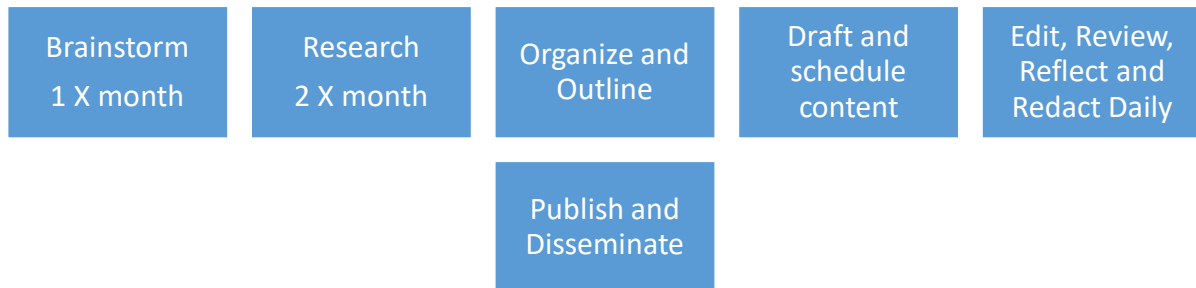 Brainstorm
1 X month
Research
2 X month
Organize and
Outline
Draft and
schedule
content
Edit, Review,
Reflect and
Redact Daily
Publish and
Disseminate